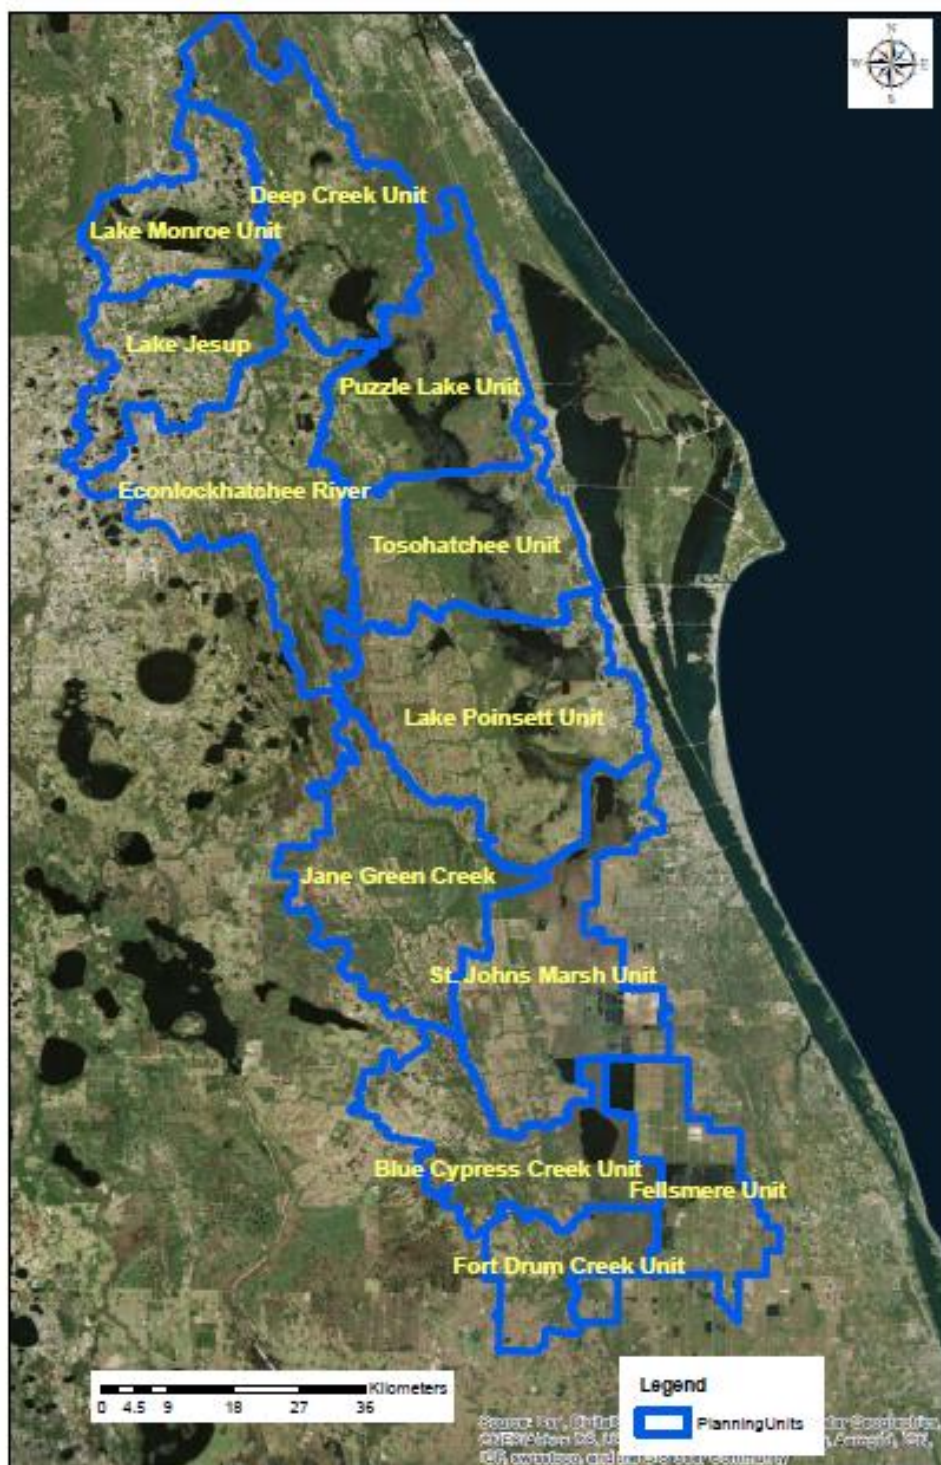 N
W E
S
Deep Creek Unit
Lake Monroe Unit
Lake Jesup
Puzzle Lake Unit
Econlockhatchee River
Tosohatchee Unit
Lake Poinsett Unit
Jane Green Creek
St. Johns Marsh Unit
Blue Cypress Creek Unit
Fellsmere Unit
Fort Drum Creek Unit
Kilometers
0 4.5 9 18 27 36
Legend
PlanningUnits